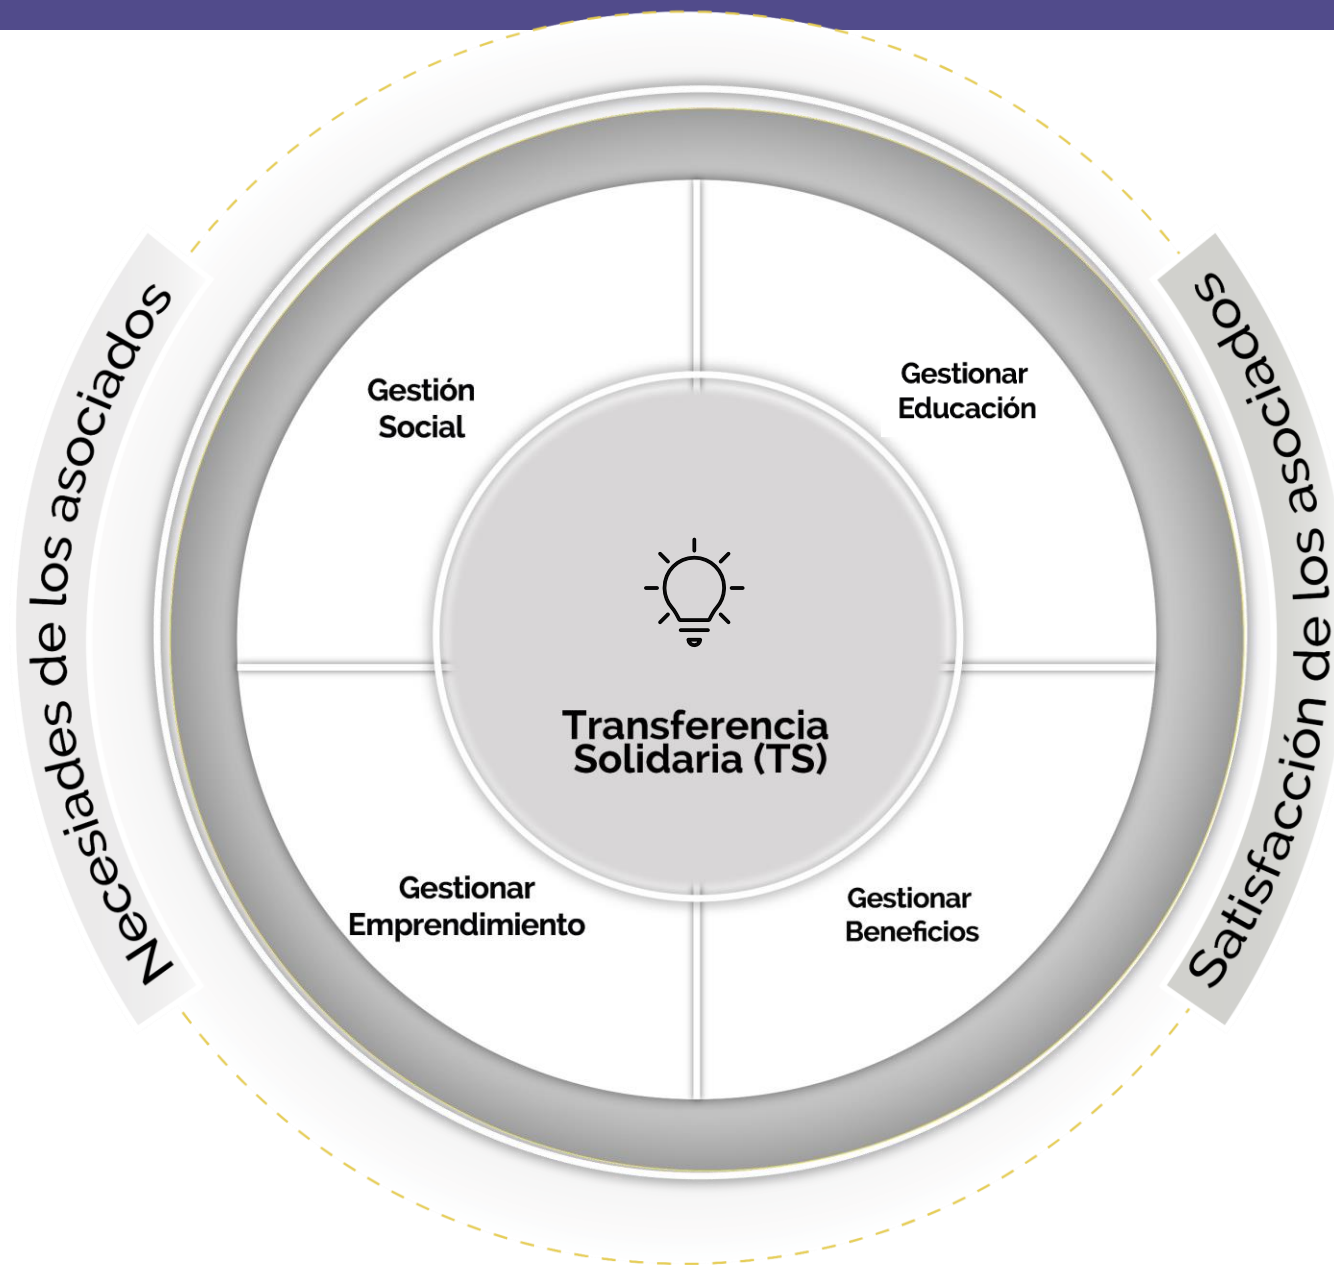 Necesiades de los asociados
Gestión
Social
Gestionar
Educación
Transferencia
Solidaria (TS)
Gestionar
Emprendimiento
Gestionar
Beneficios
Satisfacción de los asociados